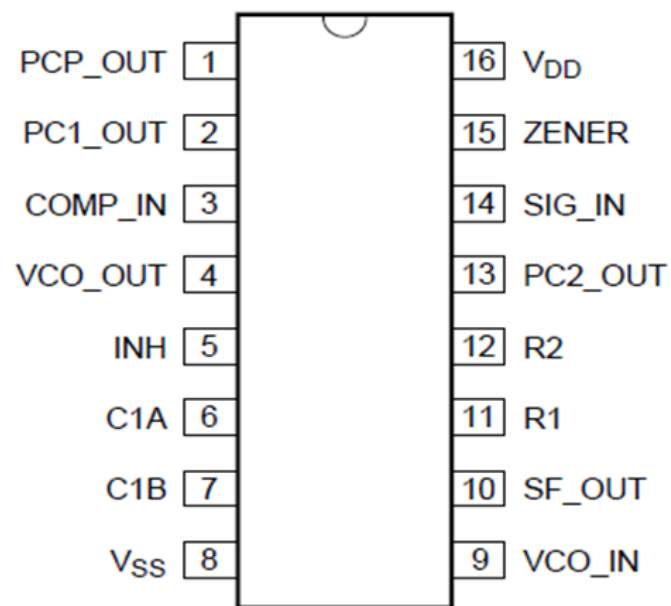 PCP_OUT 1 16 VDD
PC1_OUT 2 15 ZENER
COMP_IN 3 14 SIG_IN
VCO_OUT 4 13 PC2_OUT
INH 5 12 R2
C1A 6 11 R1
C1B 7 10 SF_OUT
VSS 8 9 VCO_IN